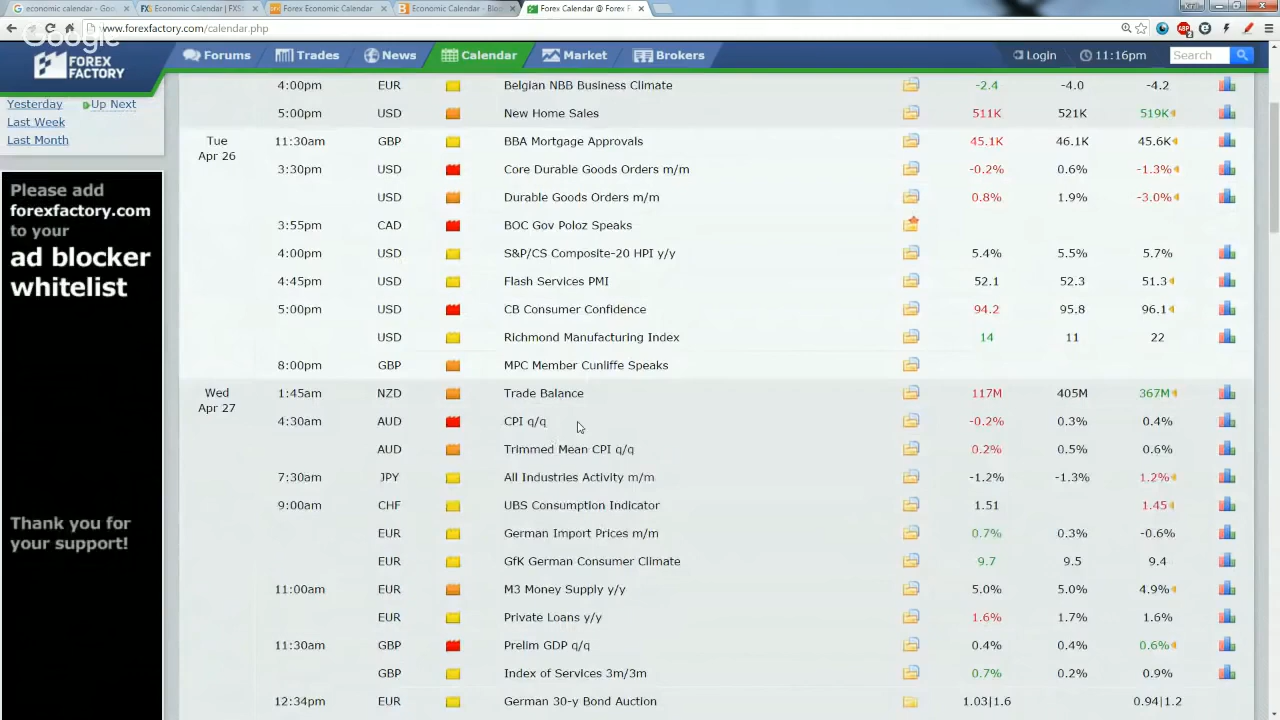 economic calendar - Goo
Economic Calendar | FXSt
Forex Economic Calendar
Economic Calendar - Bloo
Forex Calendar @ Forex F
www.forexfactory.com/calendar.php
Google
FOREX FACTORY
Forums
Trades
News
Calendar
Market
Brokers
Login
11:16pm
Search
Yesterday
Up Next
Last Week
Last Month
Please add
forexfactory.com
to your
ad blocker
whitelist
Thank you for
your support!
4:00pm EUR Belgian NBB Business Climate -2.4 -4.0 -4.2
5:00pm USD New Home Sales 511K 521K 519K
Tue Apr 26 11:30am GBP BBA Mortgage Approvals 45.1K 46.1K 45.6K
3:30pm USD Core Durable Goods Orders m/m -0.2% 0.6% -1.3%
USD Durable Goods Orders m/m 0.8% 1.9% -3.0%
3:55pm CAD BOC Gov Poloz Speaks
4:00pm USD S&P/CS Composite-20 HPI y/y 5.4% 5.5% 5.7%
4:45pm USD Flash Services PMI 52.1 52.3 51.3
5:00pm USD CB Consumer Confidence 94.2 95.8 96.1
USD Richmond Manufacturing Index 14 11 22
8:00pm GBP MPC Member Cunliffe Speaks
Wed Apr 27 1:45am NZD Trade Balance 117M 405M 367M
4:30am AUD CPI q/q -0.2% 0.3% 0.4%
AUD Trimmed Mean CPI q/q 0.2% 0.5% 0.6%
7:30am JPY All Industries Activity m/m -1.2% -1.3% 1.2%
9:00am CHF UBS Consumption Indicator 1.51 1.45
EUR German Import Prices m/m 0.7% 0.3% -0.6%
EUR GfK German Consumer Climate 9.7 9.5 9.4
11:00am EUR M3 Money Supply y/y 5.0% 5.0% 4.9%
EUR Private Loans y/y 1.6% 1.7% 1.6%
11:30am GBP Prelim GDP q/q 0.4% 0.4% 0.6%
GBP Index of Services 3m/3m 0.7% 0.2% 0.9%
12:34pm EUR German 30-y Bond Auction 1.03|1.6 0.94|1.2